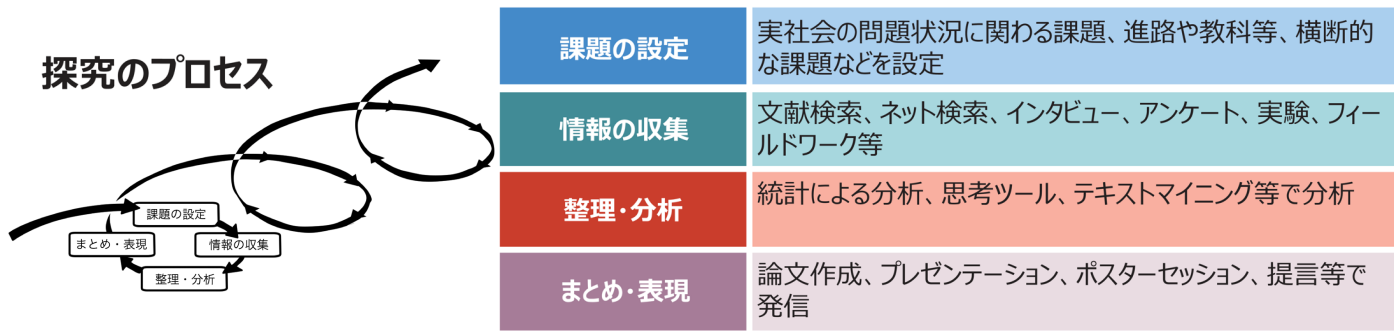 探究のプロセス
課題の設定
まとめ・表現
情報の収集
整理・分析
課題の設定
実社会の問題状況に関わる課題、進路や教科等、横断的
な課題などを設定
情報の収集
文献検索、ネット検索、インタビュー、アンケート、実験、フィー
ルドワーク等
整理・分析
統計による分析、思考ツール、テキストマイニング等で分析
まとめ・表現
論文作成、プレゼンテーション、ポスターセッション、提言等で
発信